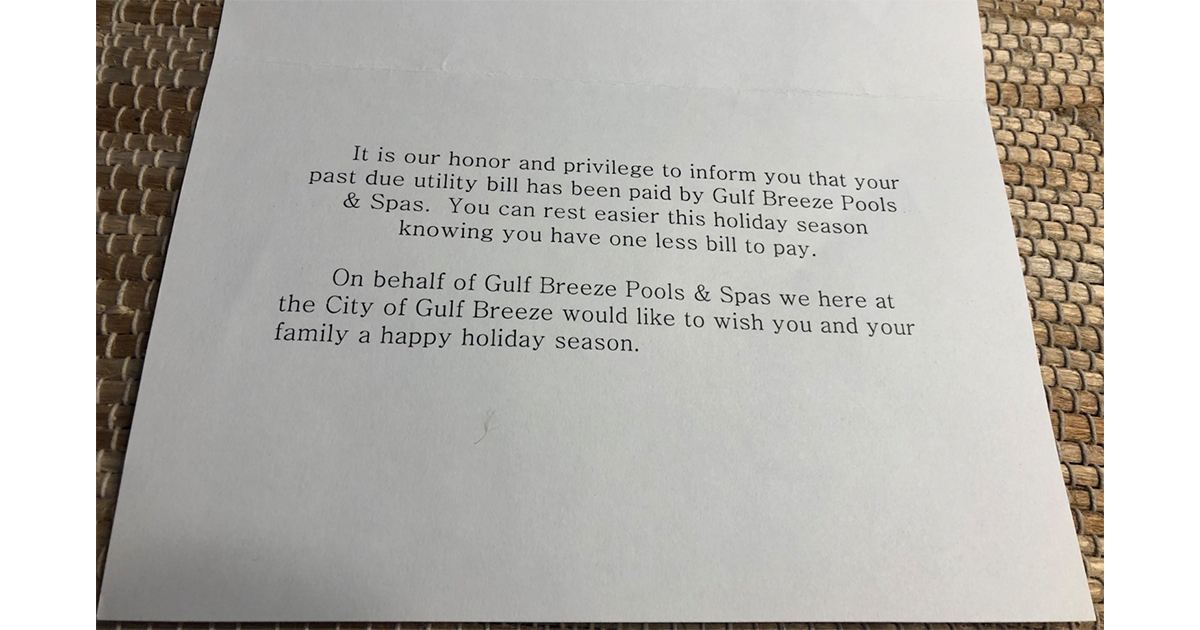 It is our honor and privilege to inform you that your
past due utility bill has been paid by Gulf Breeze Pools
& Spas. You can rest easier this holiday season
knowing you have one less bill to pay.
On behalf of Gulf Breeze Pools & Spas we here at
the City of Gulf Breeze would like to wish you and your
family a happy holiday season.